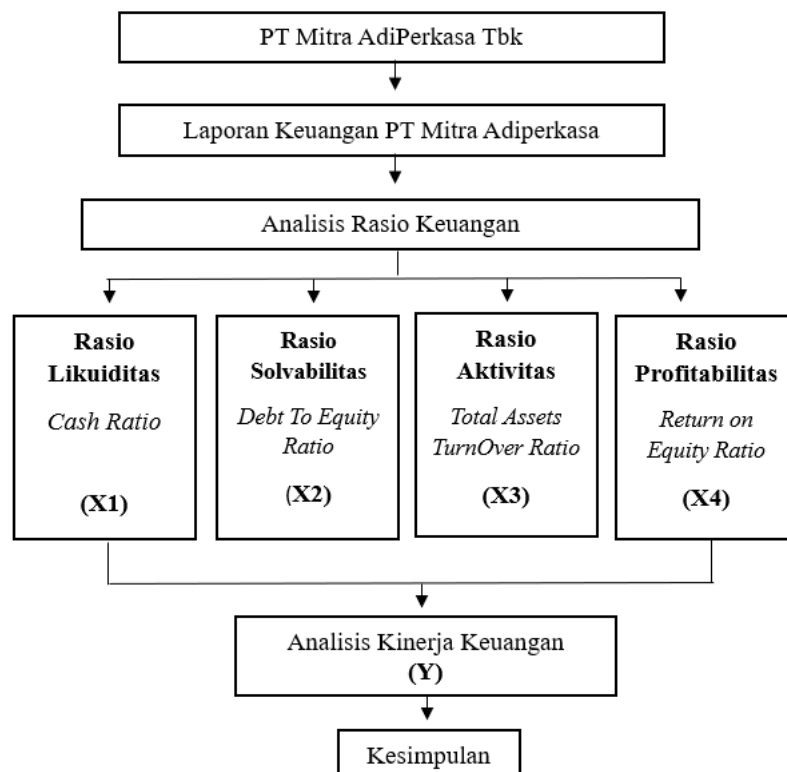 PT Mitra AdiPerkasa Tbk
Laporan Keuangan PT Mitra Adiperkasa
Analisis Rasio Keuangan
Rasio
Likuiditas
Cash Ratio
(X1)
Rasio
Solvabilitas
Debt To Equity
Ratio
(X2)
Rasio
Aktivitas
Total Assets
TurnOver Ratio
(X3)
Rasio
Profitabilitas
Return on
Equity Ratio
(X4)
Analisis Kinerja Keuangan
(Y)
Kesimpulan